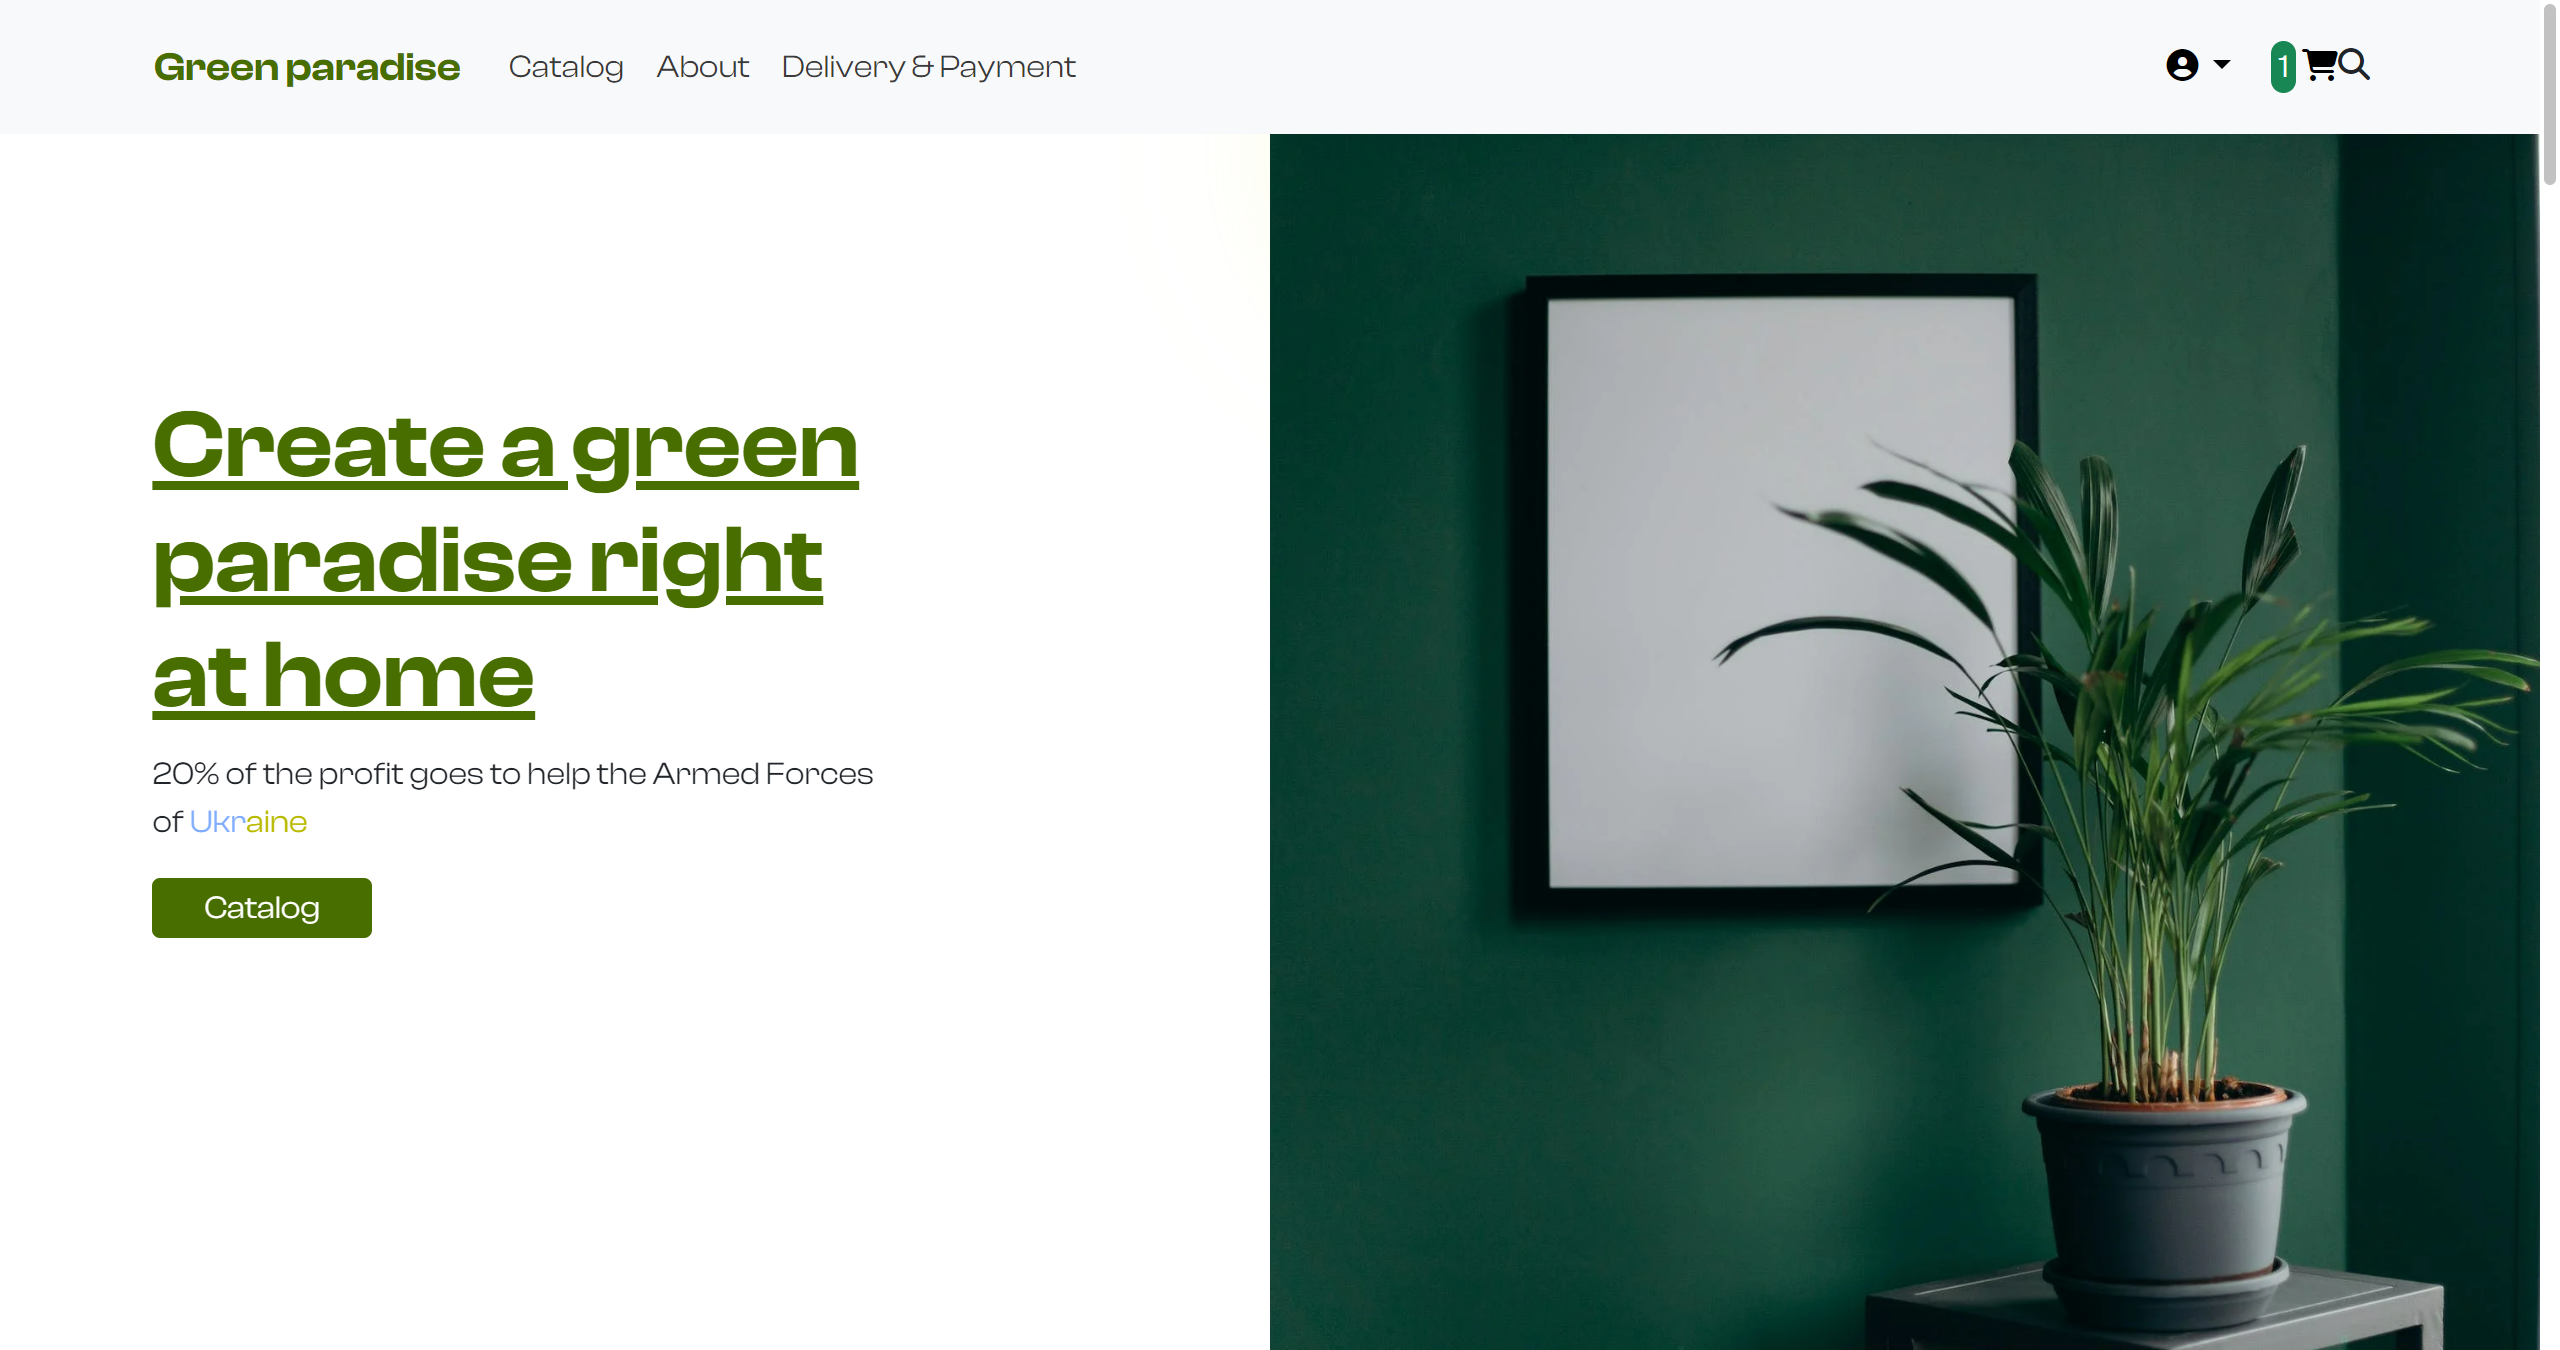 Green paradise Catalog About Delivery & Payment 1
Create a green
paradise right
at home
20% of the profit goes to help the Armed Forces
of Ukraine
Catalog